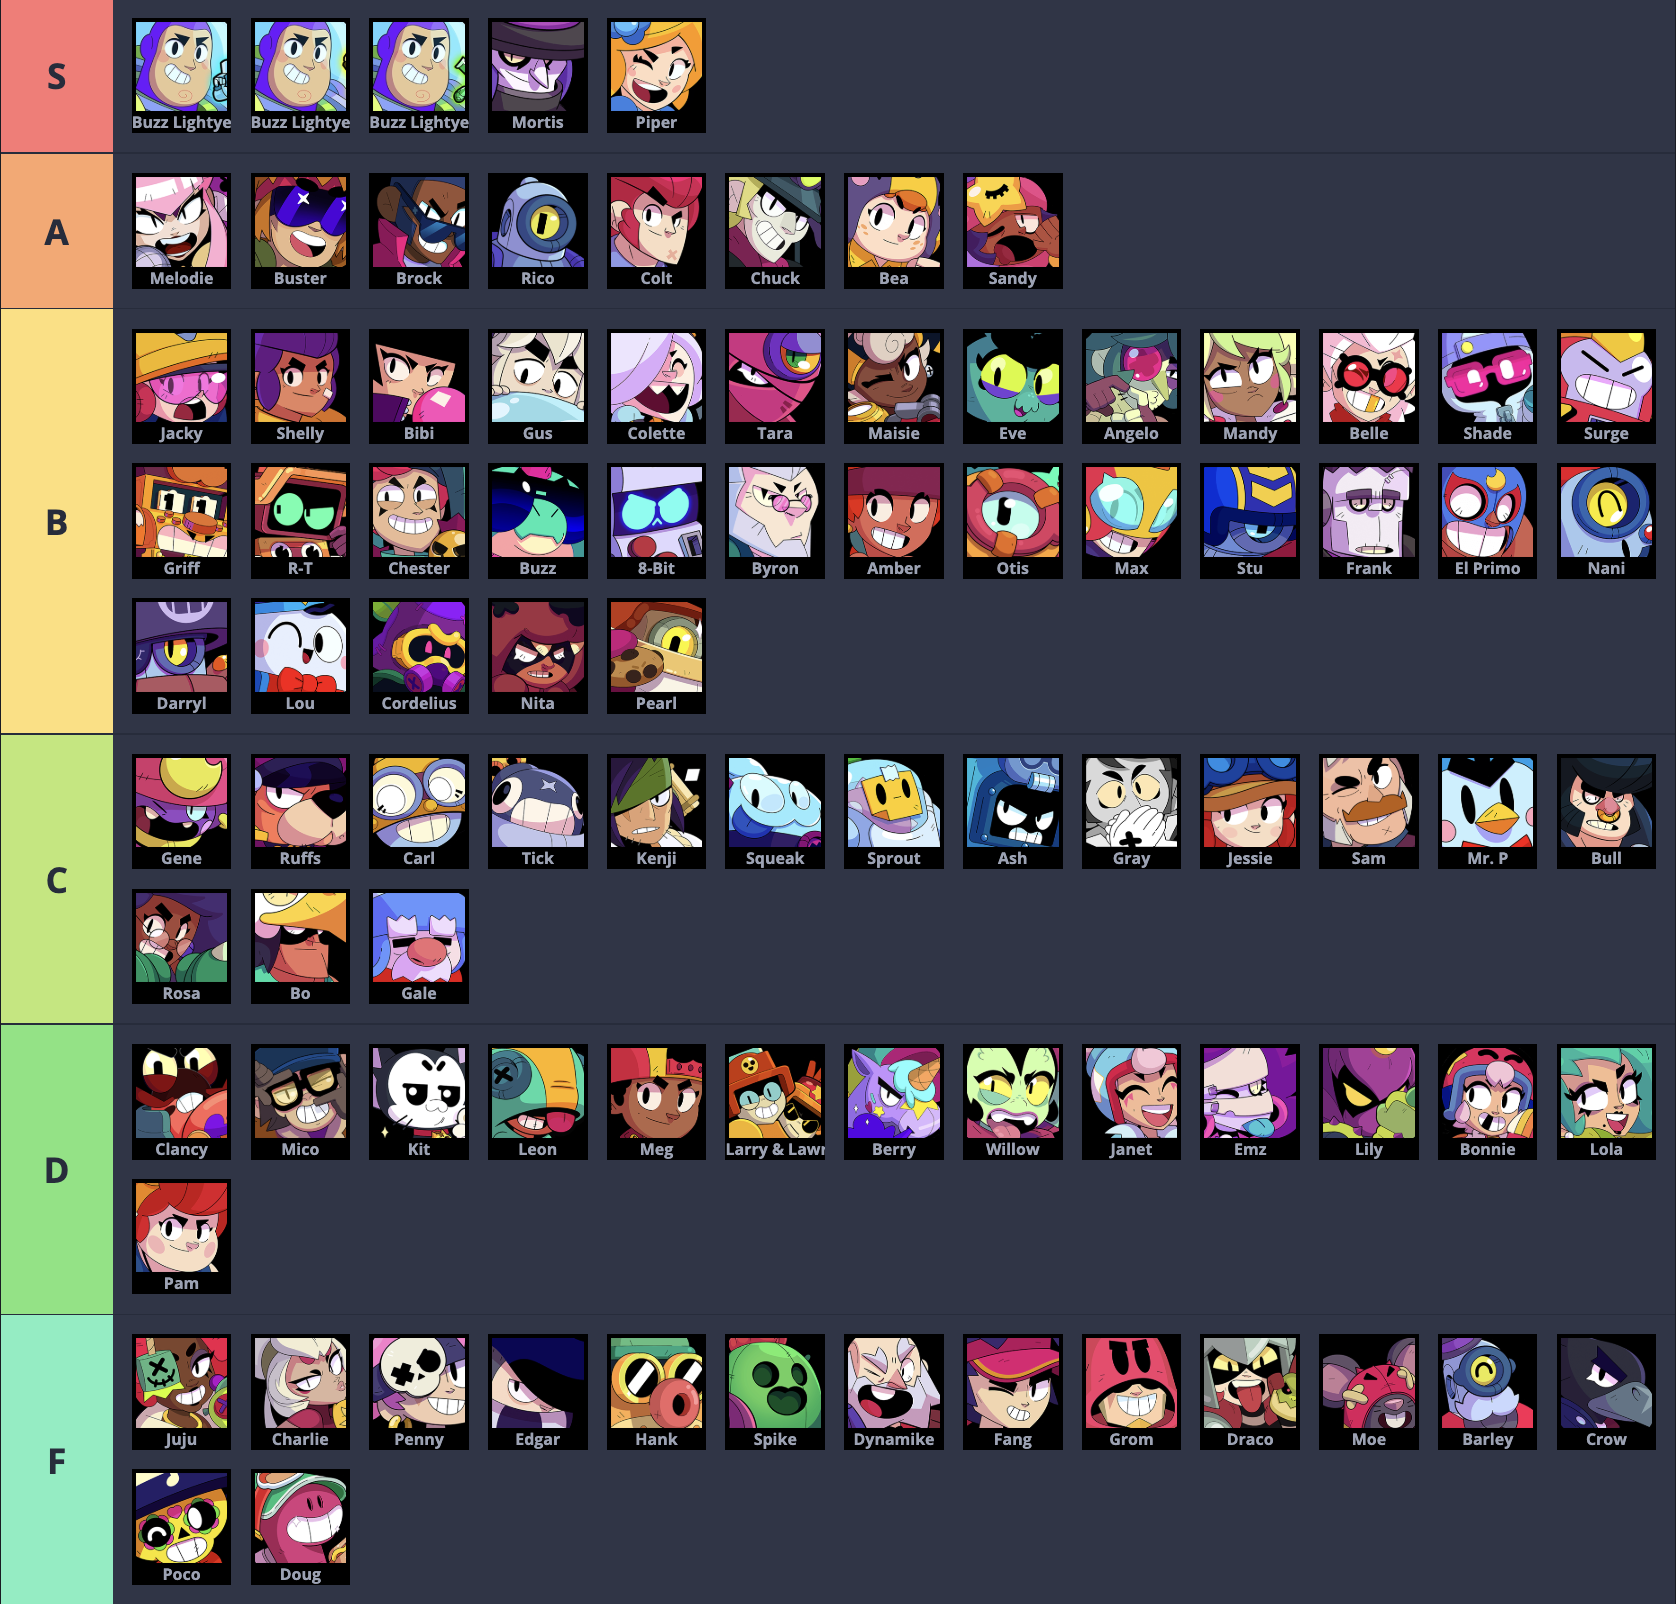 S
Buzz Lightye Buzz Lightye Buzz Lightye Mortis Piper
A
Melodie Buster Brock Rico Colt Chuck Bea Sandy
B
Jacky Shelly Bibi Gus Colette Tara Maisie Eve Angelo Mandy Belle Shade Surge
Griff R-T Chester Buzz 8-Bit Byron Amber Otis Max Stu Frank El Primo Nani
Darryl Lou Cordelius Nita Pearl
C
Gene Ruffs Carl Tick Kenji Squeak Sprout Ash Gray Jessie Sam Mr. P Bull
Rosa Bo Gale
D
Clancy Mico Kit Leon Meg Larry & Lawr Berry Willow Janet Emz Lily Bonnie Lola
Pam
F
Juju Charlie Penny Edgar Hank Spike Dynamike Fang Grom Draco Moe Barley Crow
Poco Doug